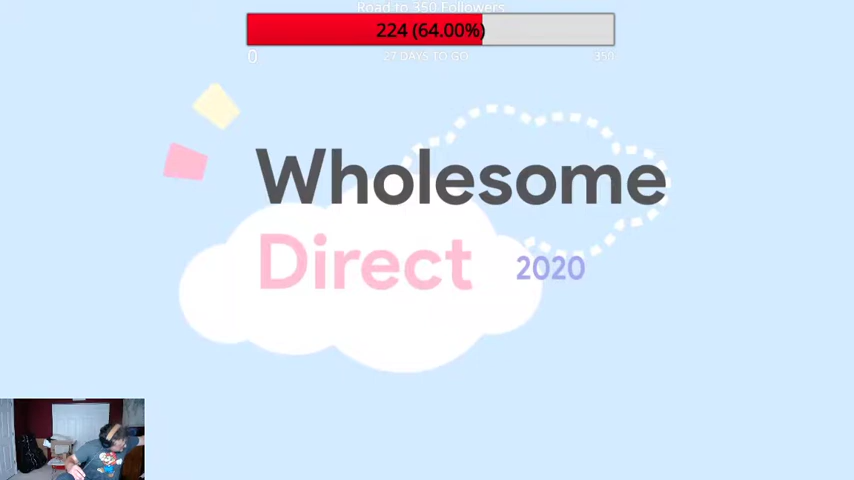 Road to 350 Followers
224 (64.00%)
0
27 DAYS TO GO
350
Wholesome
Direct
2020